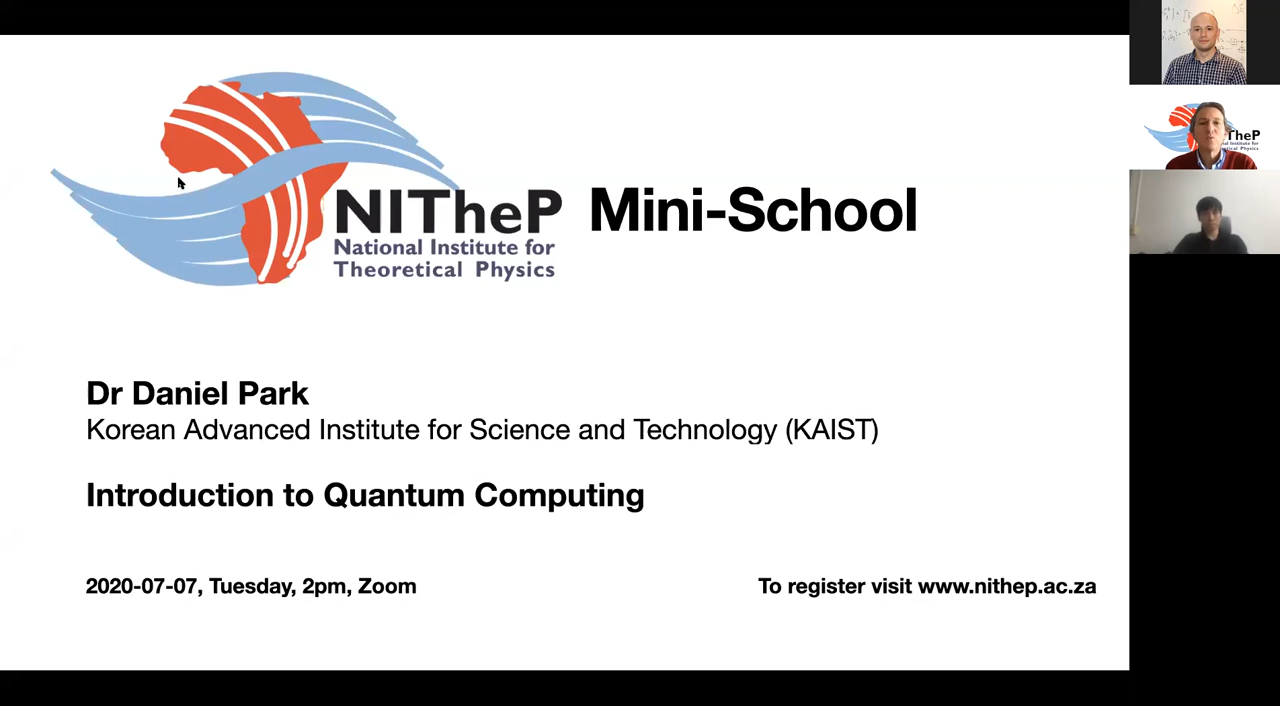 NITheP Mini-School
National Institute for
Theoretical Physics
Dr Daniel Park
Korean Advanced Institute for Science and Technology (KAIST)
Introduction to Quantum Computing
2020-07-07, Tuesday, 2pm, Zoom
To register visit www.nithep.ac.za
TheP